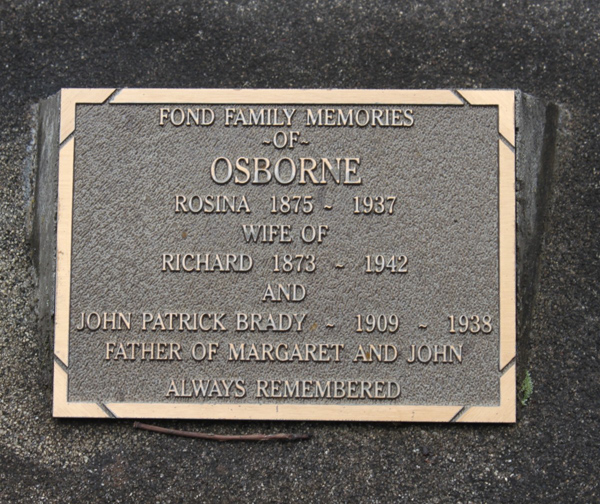 FOND FAMILY MEMORIES
~OF~
OSBORNE
ROSINA 1875 ~ 1937
WIFE OF
RICHARD 1873 ~ 1942
AND
JOHN PATRICK BRADY ~ 1909 ~ 1938
FATHER OF MARGARET AND JOHN
ALWAYS REMEMBERED